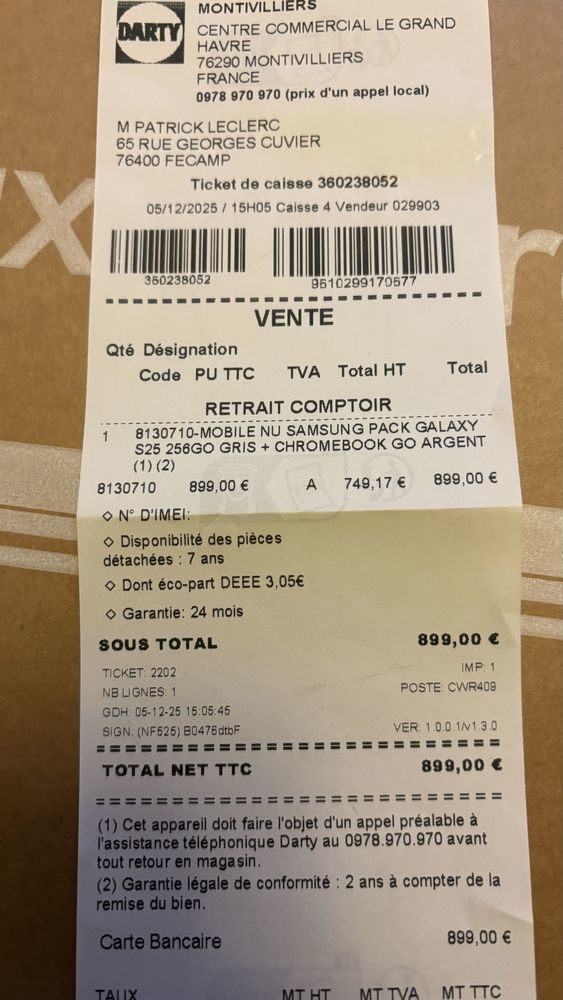 MONTIVILLIERS
DARTY
CENTRE COMMERCIAL LE GRAND
HAVRE
76290 MONTIVILLIERS
FRANCE
0978 970 970 (prix d'un appel local)
M PATRICK LECLERC
65 RUE GEORGES CUVIER
76400 FECAMP
Ticket de caisse 360238052
05/12/2025 / 15H05 Caisse 4 Vendeur 029903
360238052 9610299170677
VENTE
Qté Désignation
Code PU TTC TVA Total HT Total
RETRAIT COMPTOIR
1 8130710-MOBILE NU SAMSUNG PACK GALAXY
S25 256GO GRIS + CHROMEBOOK GO ARGENT
(1) (2)
8130710 899,00 € A 749,17 € 899,00 €
◇ N° D'IMEI:
◇ Disponibilité des pièces
détachées : 7 ans
◇ Dont éco-part DEEE 3,05€
◇ Garantie: 24 mois
SOUS TOTAL 899,00 €
TICKET: 2202 IMP: 1
NB LIGNES: 1 POSTE: CWR409
GDH: 05-12-25 15:05:45
SIGN: (NF525) B0476dtbF VER: 1.0.0.1/v1.3.0
TOTAL NET TTC 899,00 €
(1) Cet appareil doit faire l'objet d'un appel préalable à
l'assistance téléphonique Darty au 0978.970.970 avant
tout retour en magasin.
(2) Garantie légale de conformité : 2 ans à compter de la
remise du bien.
Carte Bancaire 899,00 €
TAUX MT HT MT TVA MT TTC